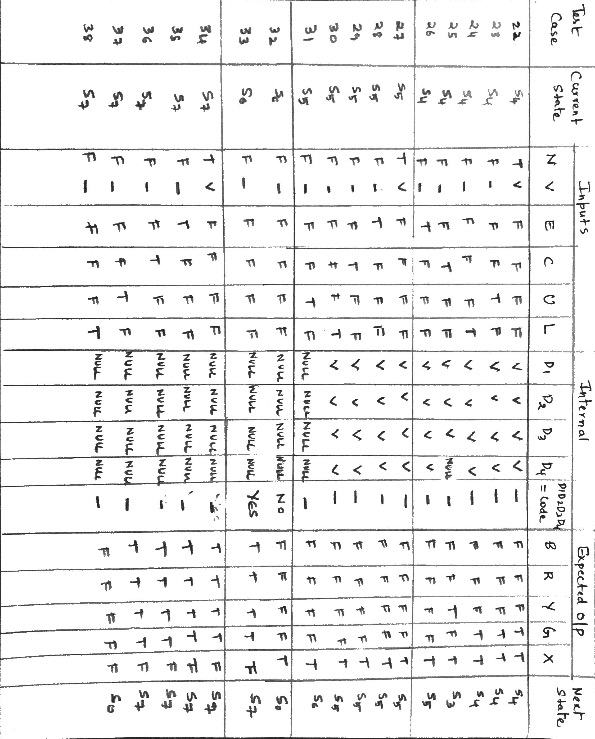 Test Case Current State Inputs Internal Expected O/P Next State
N V E C U L D1 D2 D3 D4 D1D2D3D4 = Code B R Y G X
22 S4 T V F F F F V V V V – F F F T T S4
23 S4 F – F F T F V V V V – F F F T T S4
24 S4 F – F F F T V V V V – F F F T T S4
25 S4 F – F T F F V V V NULL – F F T F T S3
26 S4 F – T F F F V V V V – F F F F T S5
27 S5 T V F F F F V V V V – F F F F T S5
28 S5 F – T F F F V V V V – F F F F T S5
29 S5 F – F T F F V V V V – F F F F T S5
30 S5 F – F F T V V V V – F F F F T S5
31 S5 F – F F T F NULL NULL NULL NULL – F F F F T S6
32 F – F F F F NULL NULL NULL NULL NO F F F F T S0
33 S6 F – F F F F NULL NULL NULL NULL YES T T T T F S7
34 S7 T V F F F F NULL NULL NULL NULL – T T T T F S7
35 S7 F – T F F F NULL NULL NULL NULL – T T T T F S7
36 S7 F – F T F F NULL NULL NULL NULL – T T T T F S7
37 S7 F – F F T F NULL NULL NULL NULL – T T T T F S7
38 S7 F – F F F T NULL NULL NULL NULL – F F F F F S0